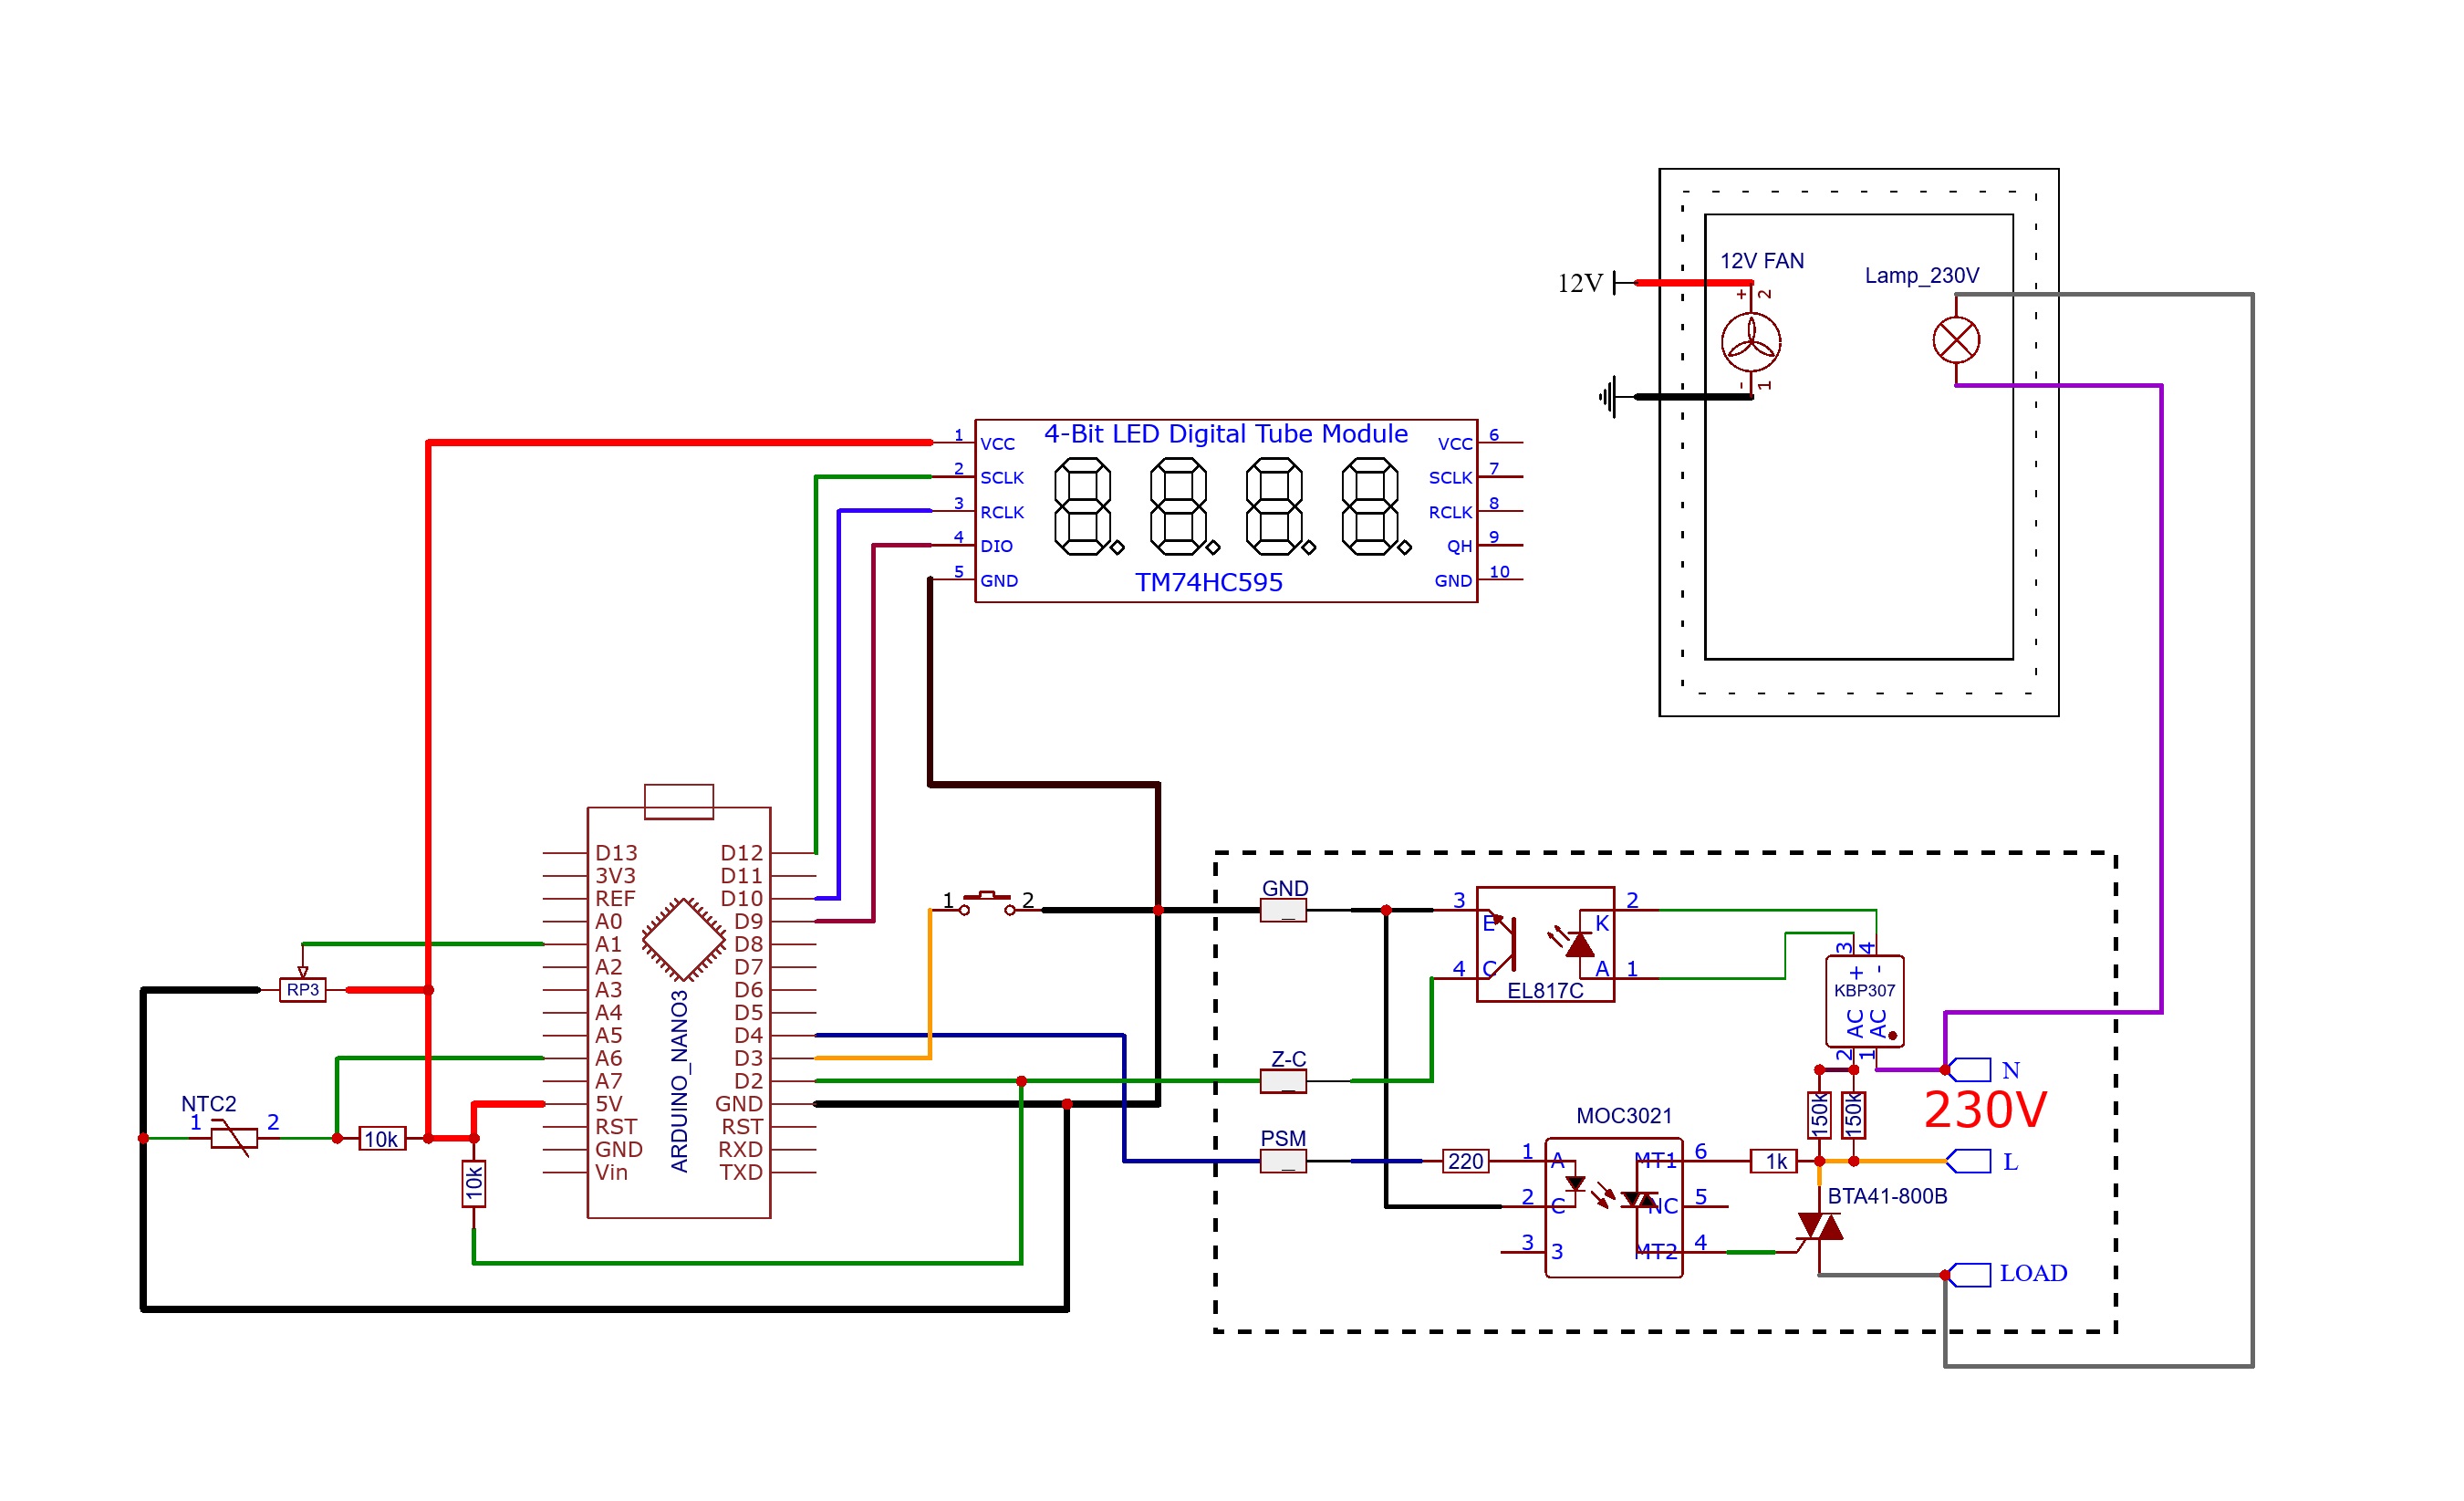 12V FAN
Lamp_230V
12V
+ 2
- 1
4-Bit LED Digital Tube Module
1 VCC
2 SCLK
3 RCLK
4 DIO
5 GND
VCC 6
SCLK 7
RCLK 8
QH 9
GND 10
TM74HC595
D13
3V3
REF
A0
A1
A2
A3
A4
A5
A6
A7
5V
RST
GND
Vin
D12
D11
D10
D9
D8
D7
D6
D5
D4
D3
D2
GND
RST
RXD
TXD
ARDUINO_NANO3
RP3
NTC2
1 2
10k
10k
1 2
GND
Z-C
PSM
3 E
4 C
K 2
A 1
EL817C
3 4
+ -
KBP307
AC AC
2 1
150k 150k
N
230V
L
LOAD
MOC3021
220
1 A
2 C
3 3
MT1 6
NC 5
MT2 4
1k
BTA41-800B